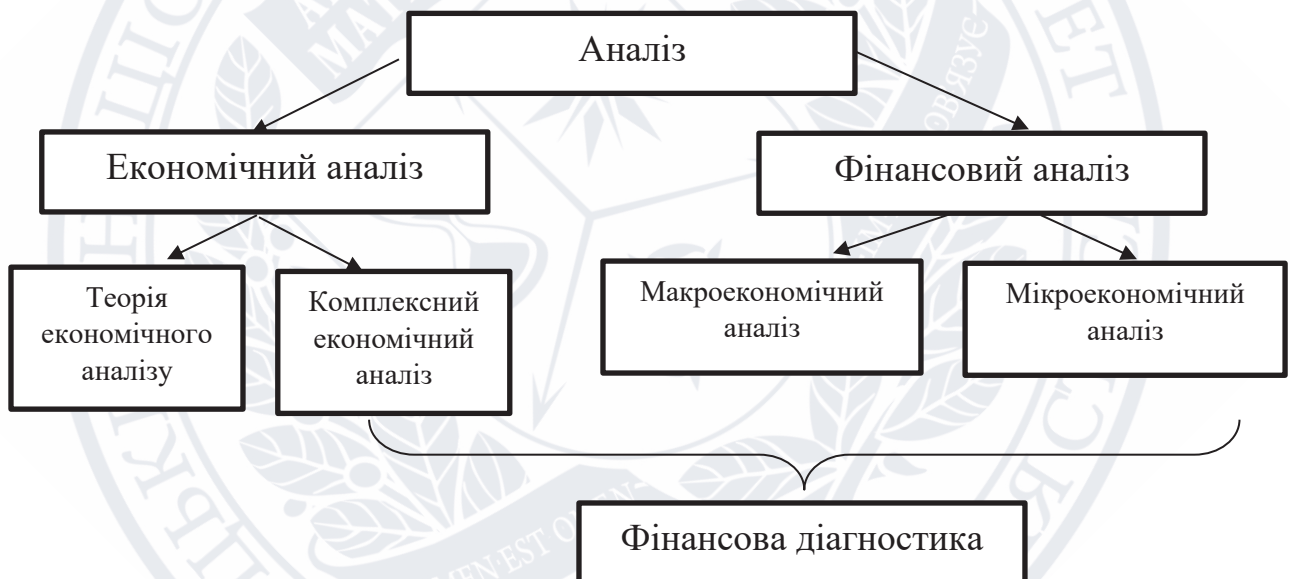 Аналіз
Економічний аналіз
Фінансовий аналіз
Теорія
економічного
аналізу
Комплексний
економічний
аналіз
Макроекономічний
аналіз
Мікроекономічний
аналіз
Фінансова діагностика